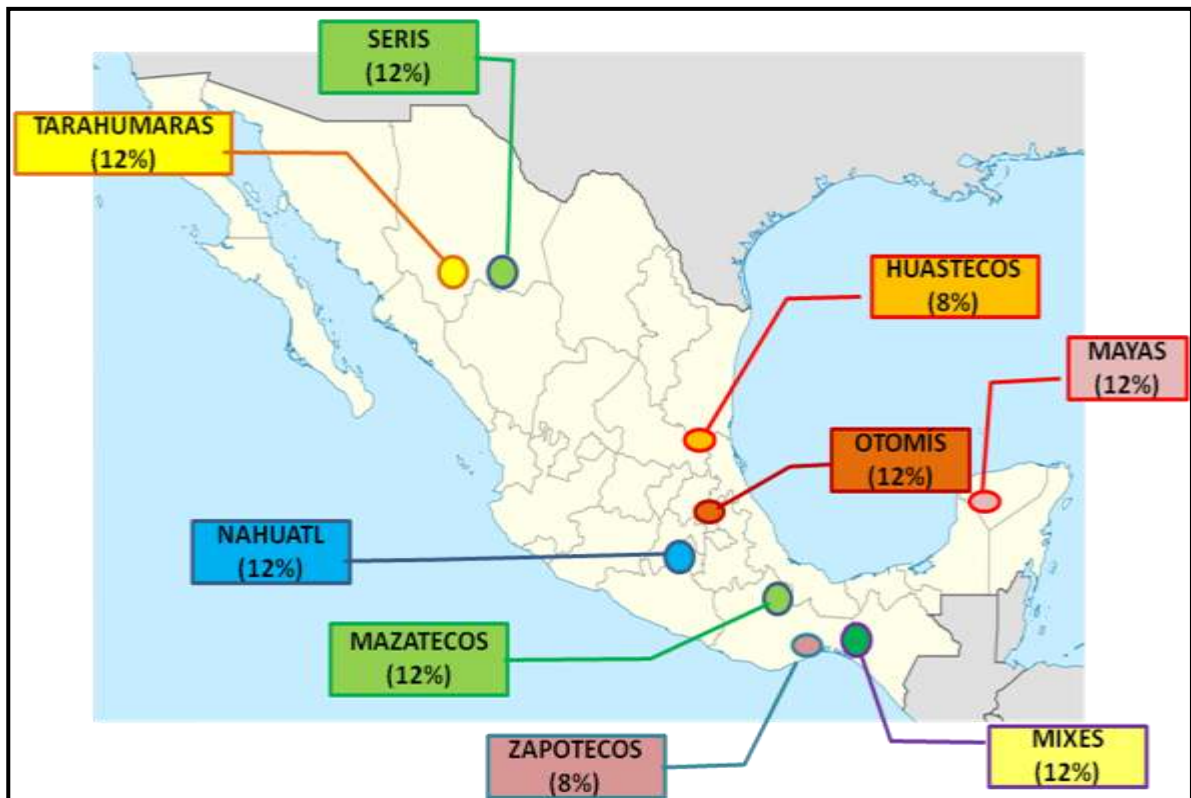 SERIS
(12%)
TARAHUMARAS
(12%)
HUASTECOS
(8%)
MAYAS
(12%)
OTOMÍS
(12%)
NAHUATL
(12%)
MAZATECOS
(12%)
ZAPOTECOS
(8%)
MIXES
(12%)